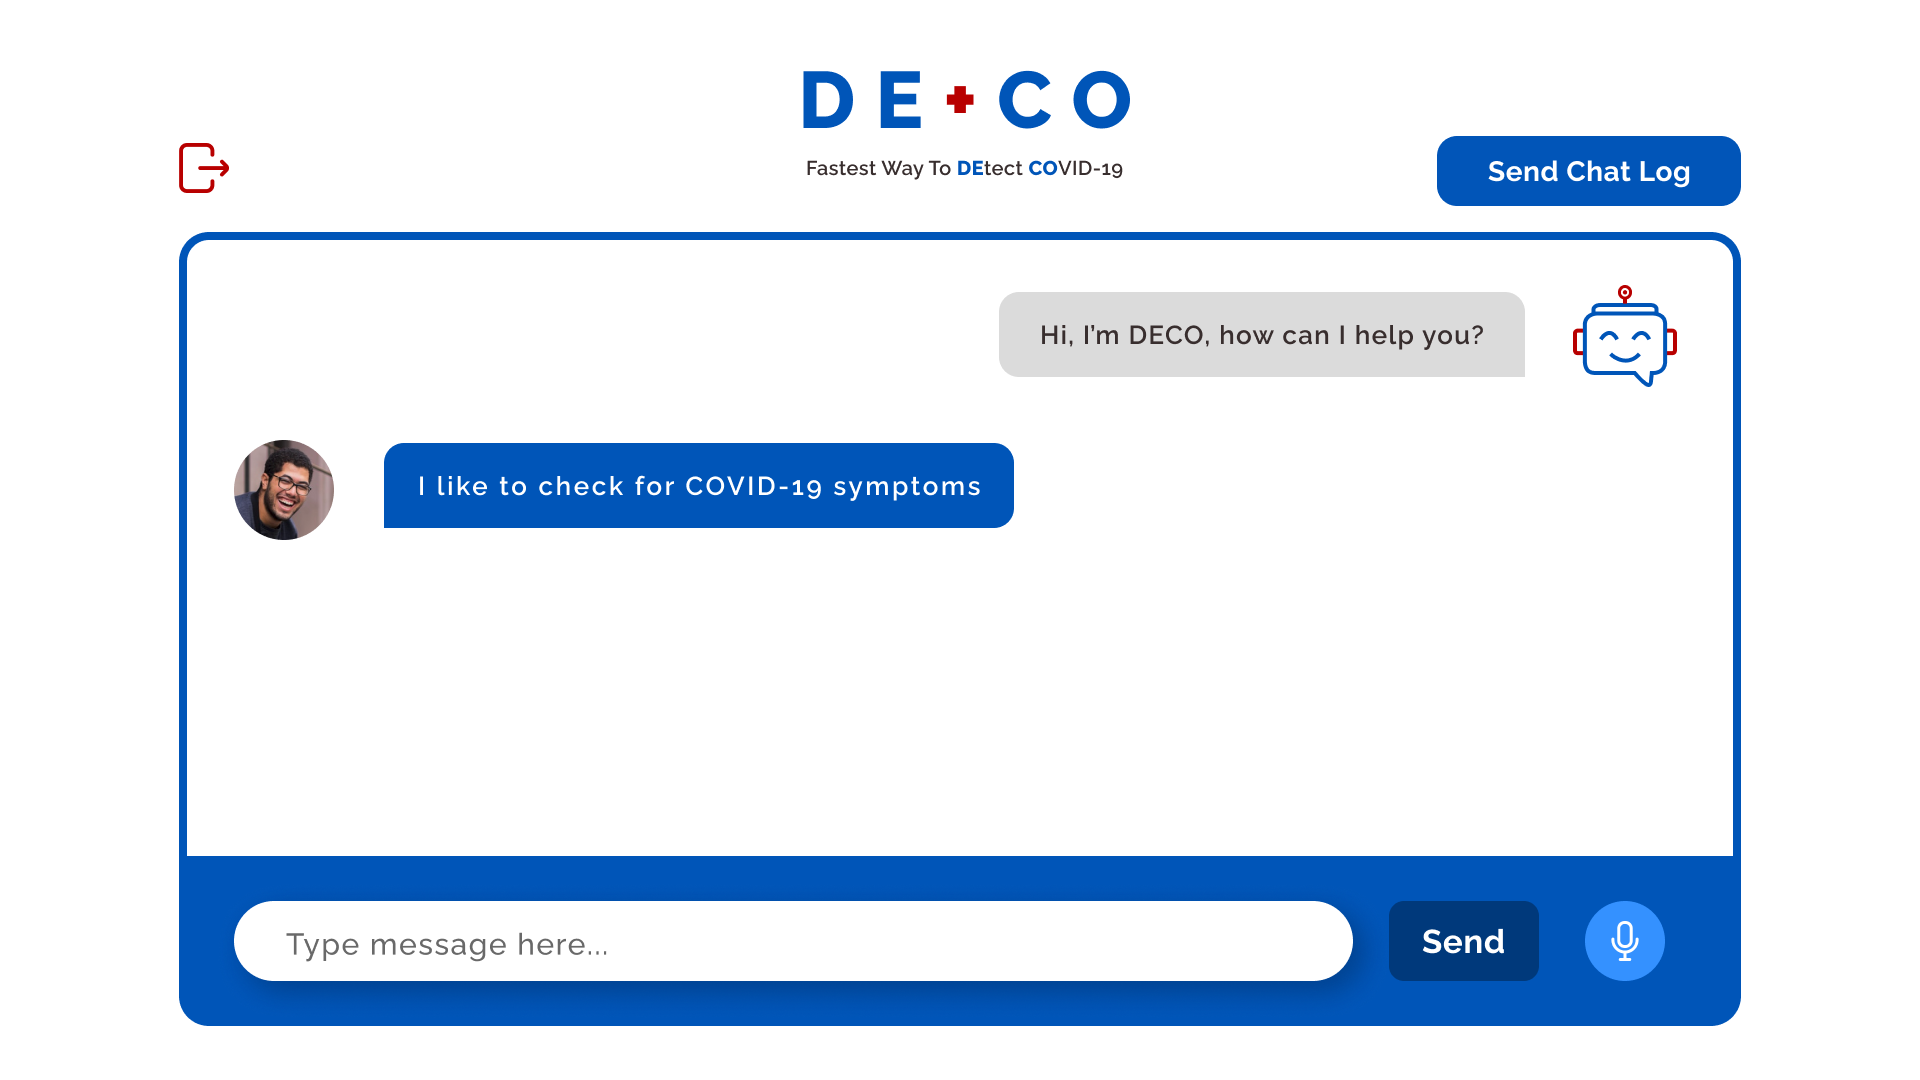 DE+CO
Fastest Way To DEtect COVID-19
Send Chat Log
Hi, I’m DECO, how can I help you?
I like to check for COVID-19 symptoms
Type message here...
Send